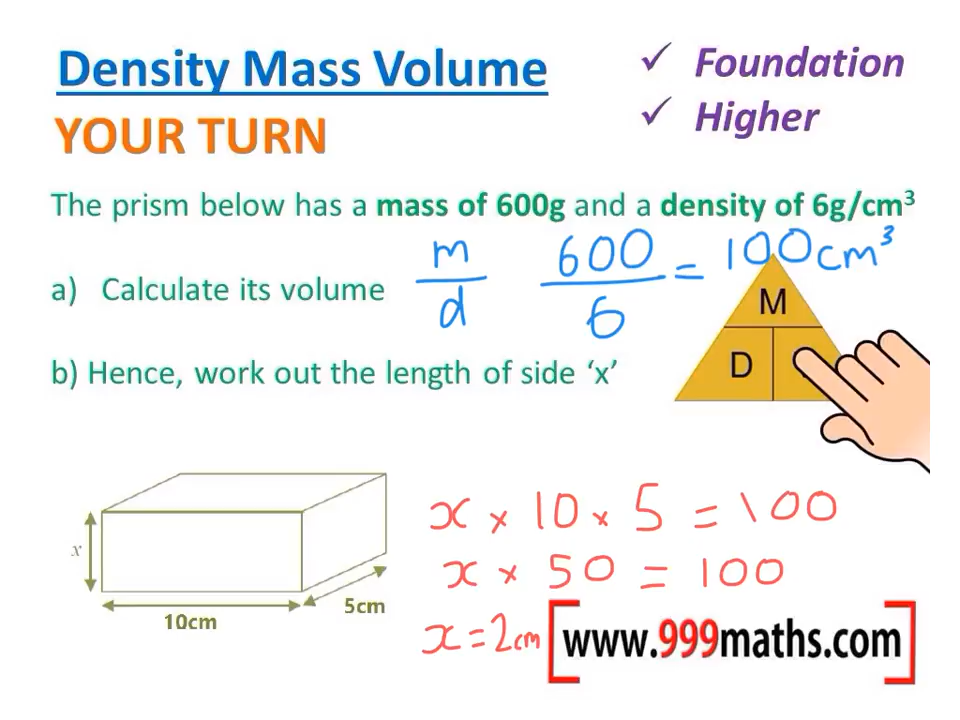 Density Mass Volume
✓ Foundation
YOUR TURN
✓ Higher
The prism below has a mass of 600g and a density of 6g/cm³
a) Calculate its volume
m
d
600
6
= 100cm³
M
D
b) Hence, work out the length of side ‘x’
x
10cm
5cm
x × 10 × 5 = 100
x × 50 = 100
x = 2cm
[www.999maths.com]